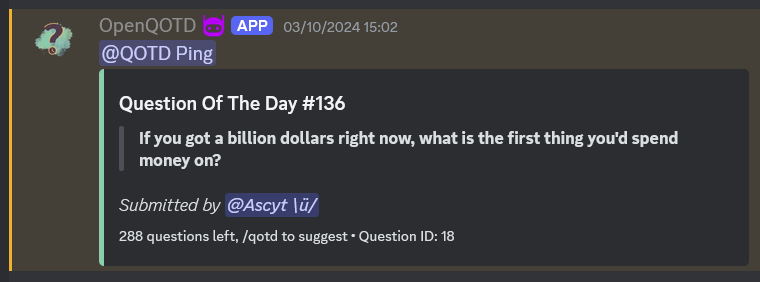 OpenQOTD APP 03/10/2024 15:02
@QOTD Ping
Question Of The Day #136
If you got a billion dollars right now, what is the first thing you'd spend
money on?
Submitted by @Ascyt \ü/
288 questions left, /qotd to suggest • Question ID: 18